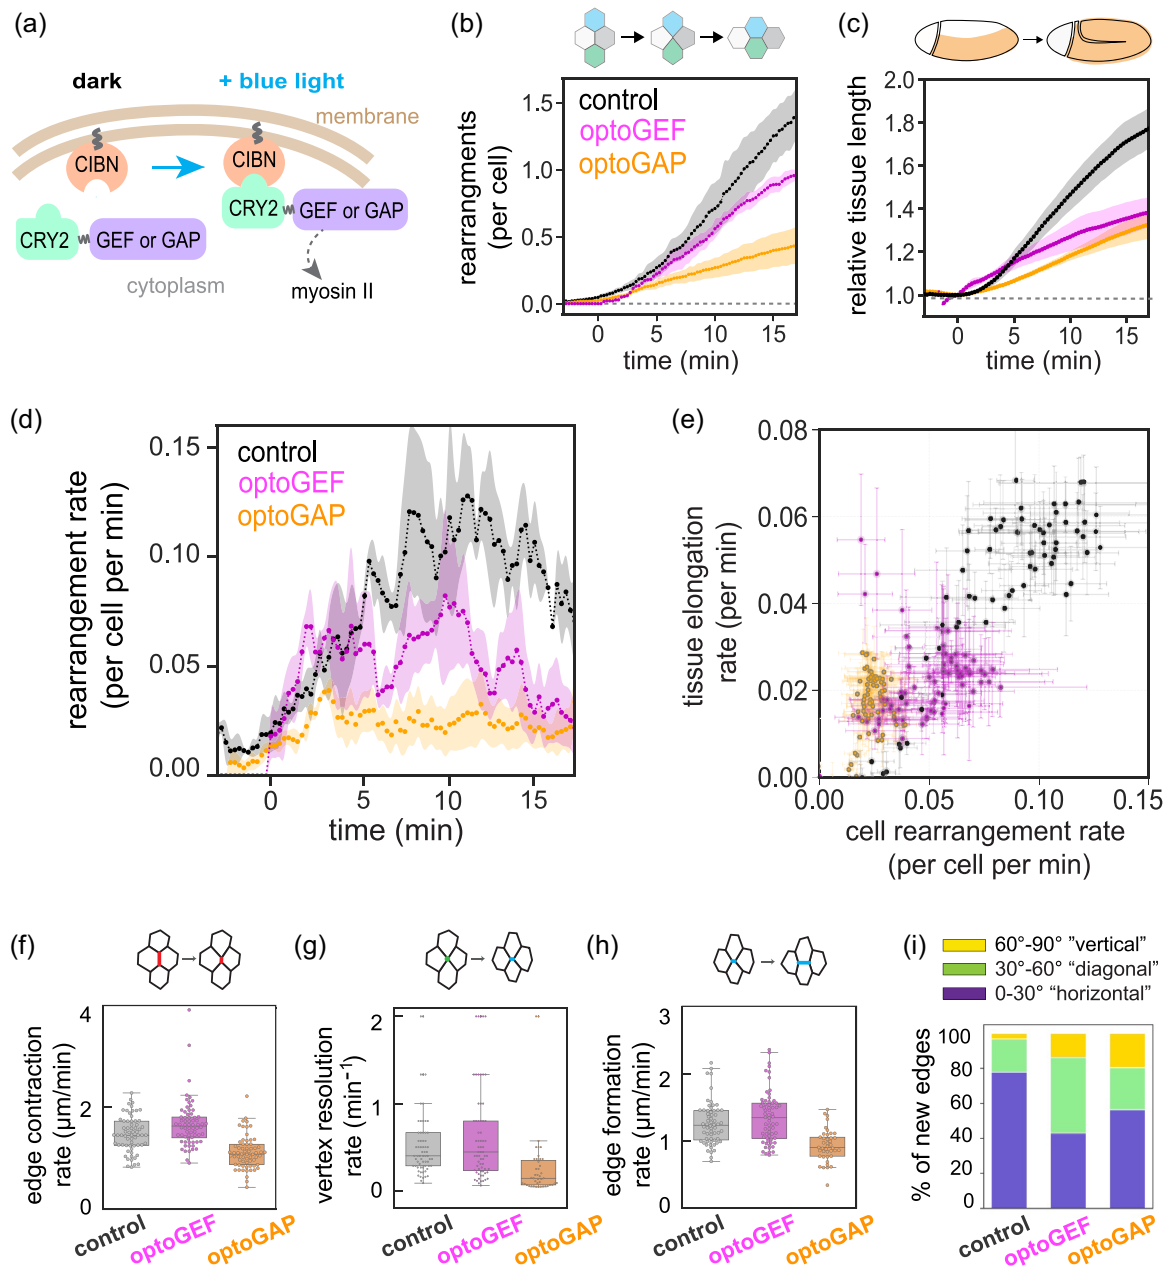 (a)
dark
+ blue light
membrane
CIBN
CIBN
CRY2
GEF or GAP
CRY2
GEF or GAP
cytoplasm
myosin II
(b)
rearrangments
(per cell)
1.5
1.0
0.5
0.0
control
optoGEF
optoGAP
0
5
10
15
time (min)
(c)
relative tissue length
2.0
1.8
1.6
1.4
1.2
1.0
0
5
10
15
time (min)
(d)
rearrangement rate
(per cell per min)
0.15
0.10
0.05
0.00
control
optoGEF
optoGAP
0
5
10
15
time (min)
(e)
tissue elongation
rate (per min)
0.08
0.06
0.04
0.02
0.00
0.00
0.05
0.10
0.15
cell rearrangement rate
(per cell per min)
(f)
edge contraction
rate (μm/min)
4
2
0
control
optoGEF
optoGAP
(g)
vertex resolution
rate (min⁻¹)
2
1
0
control
optoGEF
optoGAP
(h)
edge formation
rate (μm/min)
3
2
1
0
control
optoGEF
optoGAP
(i)
60°-90° ”vertical”
30°-60° “diagonal”
0-30° “horizontal”
% of new edges
100
80
60
40
20
0
control
optoGEF
optoGAP